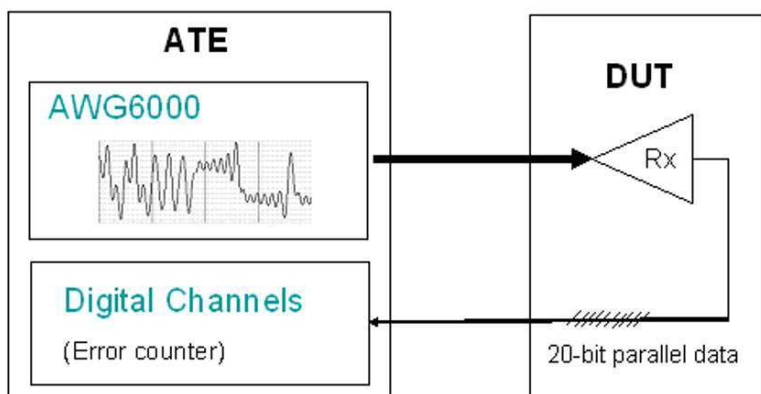 ATE
AWG6000
Digital Channels
(Error counter)
DUT
Rx
20-bit parallel data